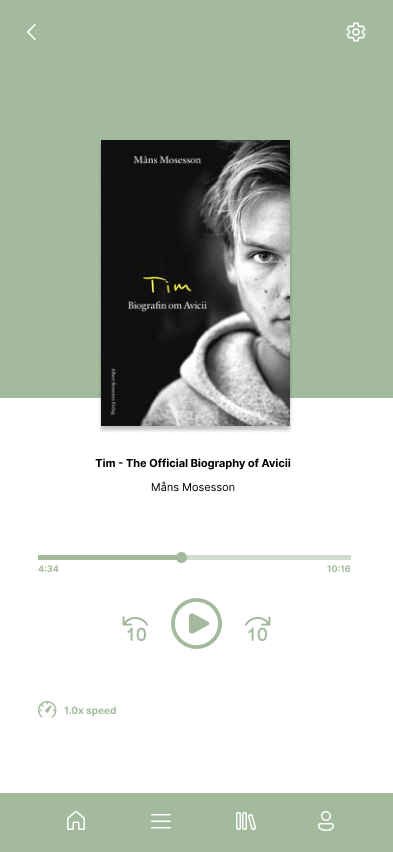 Måns Mosesson
Tim
Biografin om Avicii
Albert Bonniers Förlag
Tim - The Official Biography of Avicii
Måns Mosesson
4:34
10:16
10
10
1.0x speed